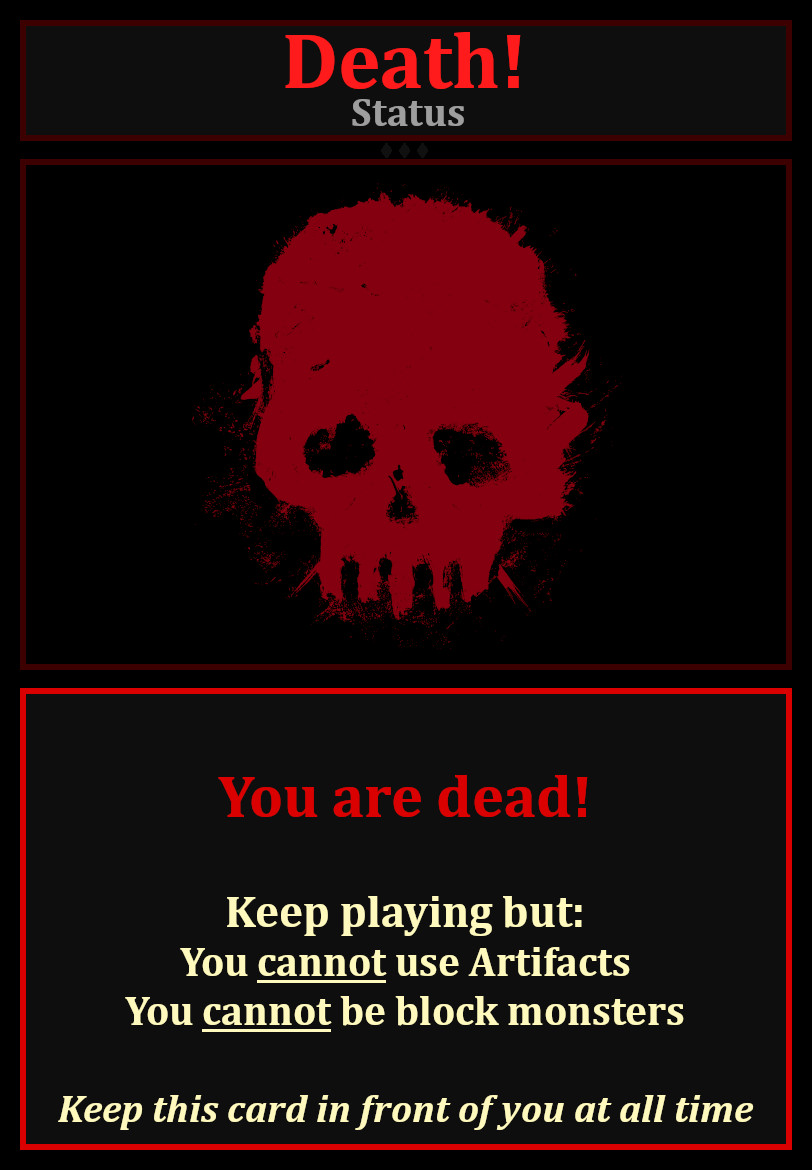 Death!
Status
You are dead!
Keep playing but:
You cannot use Artifacts
You cannot be block monsters
Keep this card in front of you at all time